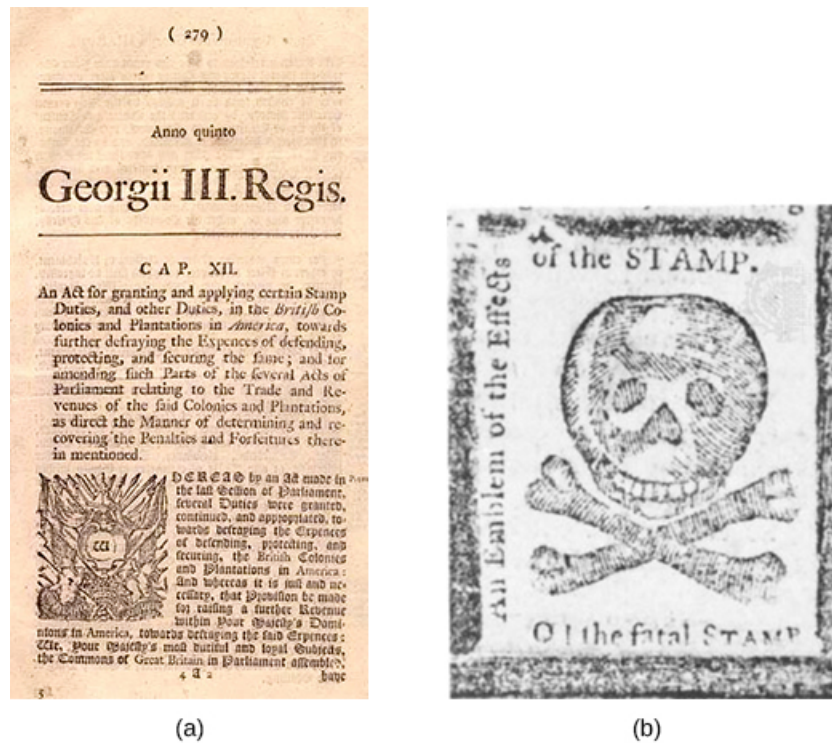 ( 279 )
Anno quinto
Georgii III. Regis.
CAP. XII.
An Act for granting and applying certain Stamp
Duties, and other Duties, in the British Co-
lonies and Plantations in America, towards
further defraying the Expences of defending,
protecting, and securing the same; and for
amending such Parts of the several Acts of
Parliament relating to the Trade and Re-
venues of the said Colonies and Plantations,
as direct the Manner of determining and re-
covering the Penalties and Forfeitures there-
in mentioned.
WHEREAS by an Act made in
the last Session of Parliament,
several Duties were granted,
continued, and appropriated, to-
wards defraying the Expences
of defending, protecting, and
securing, the British Colonies
and Plantations in America:
And whereas it is just and ne-
cessary, that Provision be made
for raising a further Revenue
within Your Majesty's Domi-
nions in America, towards defraying the said Expences:
We, Your Majesty's most dutiful and loyal Subjects,
the Commons of Great Britain in Parliament assembled,
4 A 2 have
5
(a)
An Emblem of the Effects
of the STAMP.
O! the fatal STAMP
(b)